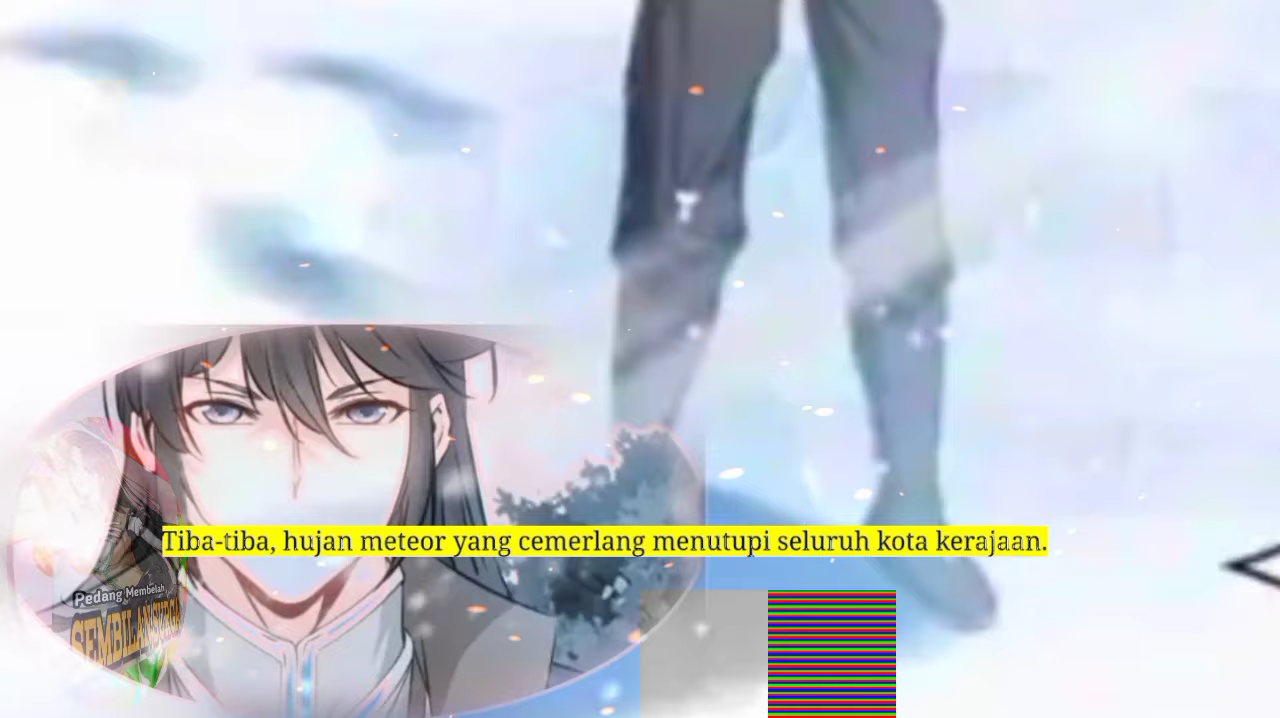 Tiba-tiba, hujan meteor yang cemerlang menutupi seluruh kota kerajaan.
Pedang Membelah
SEMBILAN SURGA